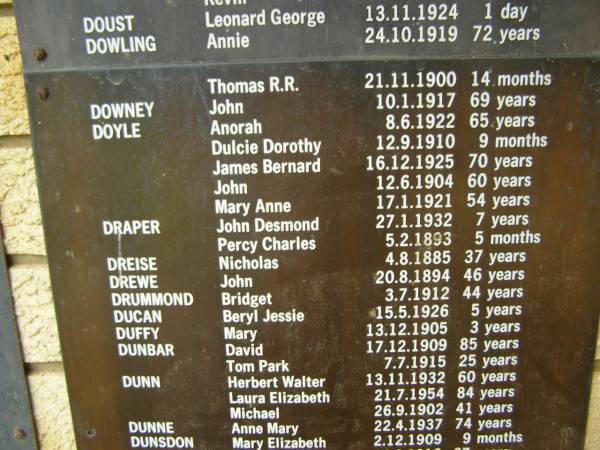 Kevin
DOUST Leonard George 13.11.1924 1 day
DOWLING Annie 24.10.1919 72 years
Thomas R.R. 21.11.1900 14 months
DOWNEY John 10.1.1917 69 years
DOYLE Anorah 8.6.1922 65 years
Dulcie Dorothy 12.9.1910 9 months
James Bernard 16.12.1925 70 years
John 12.6.1904 60 years
Mary Anne 17.1.1921 54 years
DRAPER John Desmond 27.1.1932 7 years
Percy Charles 5.2.1893 5 months
DREISE Nicholas 4.8.1885 37 years
DREWE John 20.8.1894 46 years
DRUMMOND Bridget 3.7.1912 44 years
DUCAN Beryl Jessie 15.5.1926 5 years
DUFFY Mary 13.12.1905 3 years
DUNBAR David 17.12.1909 85 years
Tom Park 7.7.1915 25 years
DUNN Herbert Walter 13.11.1932 60 years
Laura Elizabeth 21.7.1954 84 years
Michael 26.9.1902 41 years
DUNNE Anne Mary 22.4.1937 74 years
DUNSDON Mary Elizabeth 2.12.1909 9 months